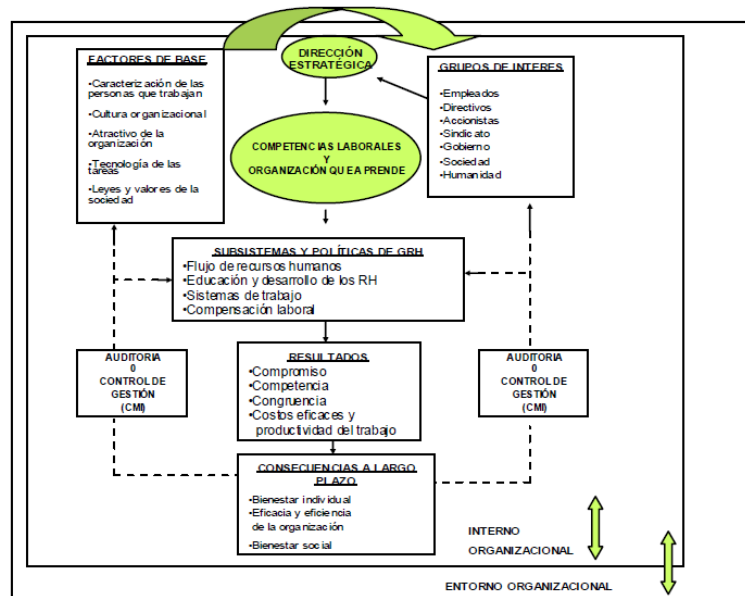 FACTORES DE BASE
•Caracterización de las
personas que trabajan
•Cultura organizacional
•Atractivo de la
organización
•Tecnología de las
tareas
•Leyes y valores de la
sociedad
DIRECCIÓN
ESTRATÉGICA
GRUPOS DE INTERES
•Empleados
•Directivos
•Accionistas
•Sindicato
•Gobierno
•Sociedad
•Humanidad
COMPETENCIAS LABORALES
Y
ORGANIZACIÓN QUE A PRENDE
SUBSISTEMAS Y POLÍTICAS DE GRH
•Flujo de recursos humanos
•Educación y desarrollo de los RH
•Sistemas de trabajo
•Compensación laboral
AUDITORIA
0
CONTROL DE
GESTIÓN
(CMI)
RESULTADOS
•Compromiso
•Competencia
•Congruencia
•Costos eficaces y
productividad del trabajo
AUDITORIA
0
CONTROL DE
GESTIÓN
(CMI)
CONSECUENCIAS A LARGO
PLAZO
•Bienestar individual
•Eficacia y eficiencia
de la organización
•Bienestar social
INTERNO
ORGANIZACIONAL
ENTORNO ORGANIZACIONAL